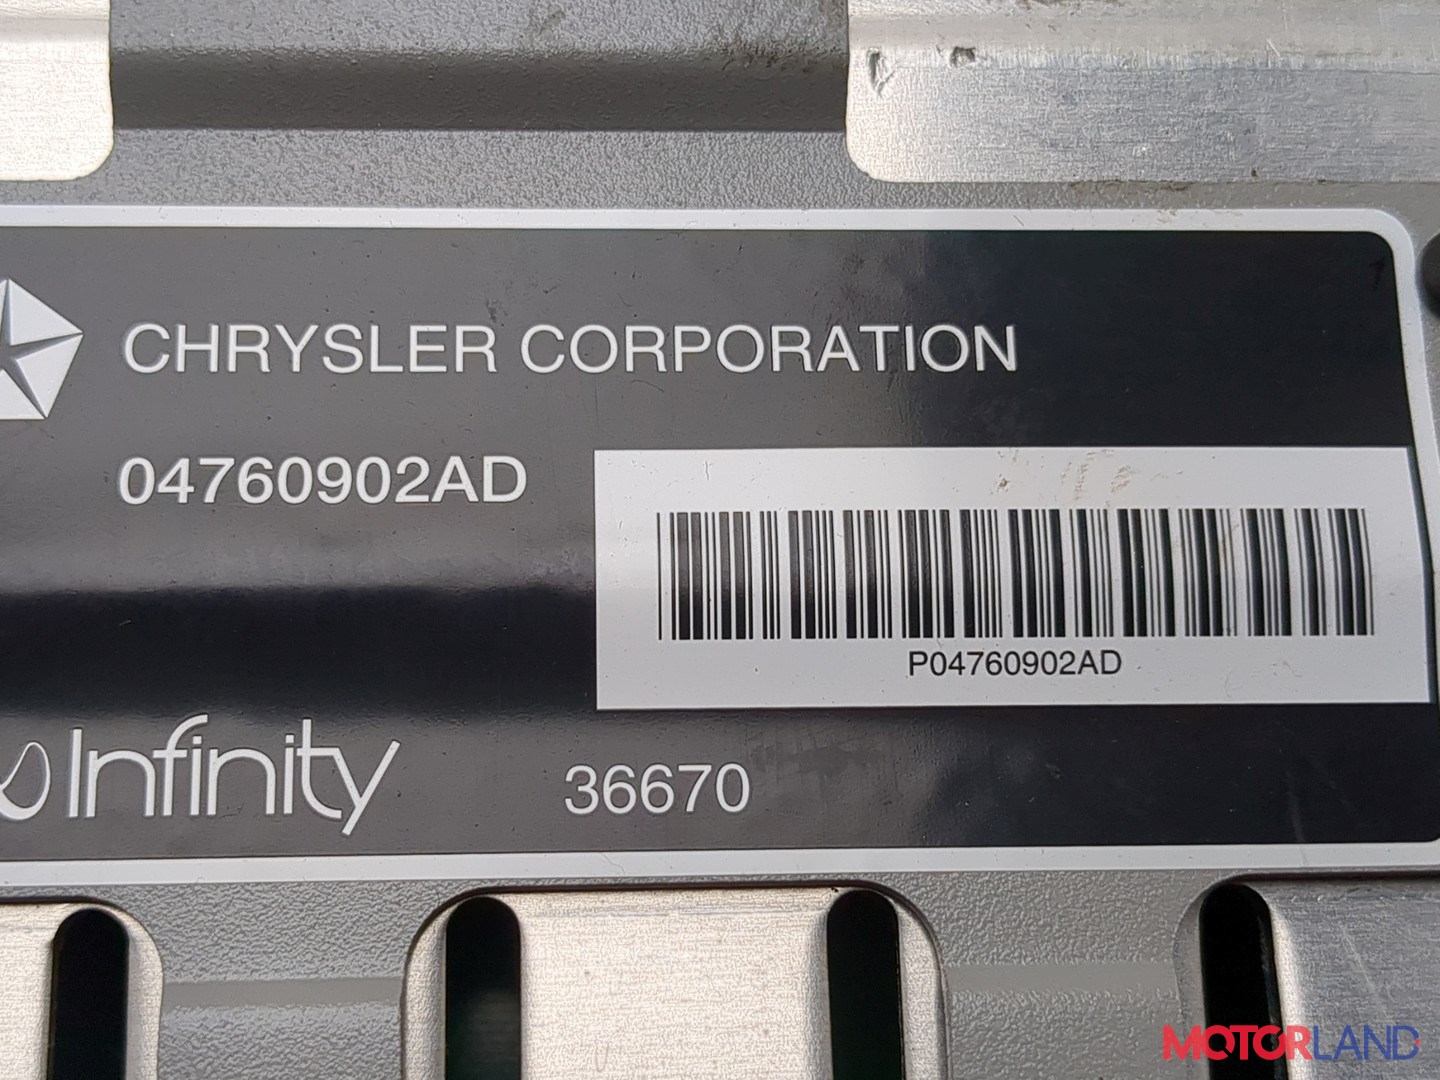 CHRYSLER CORPORATION
04760902AD
P04760902AD
Infinity 36670
MOTORLAND